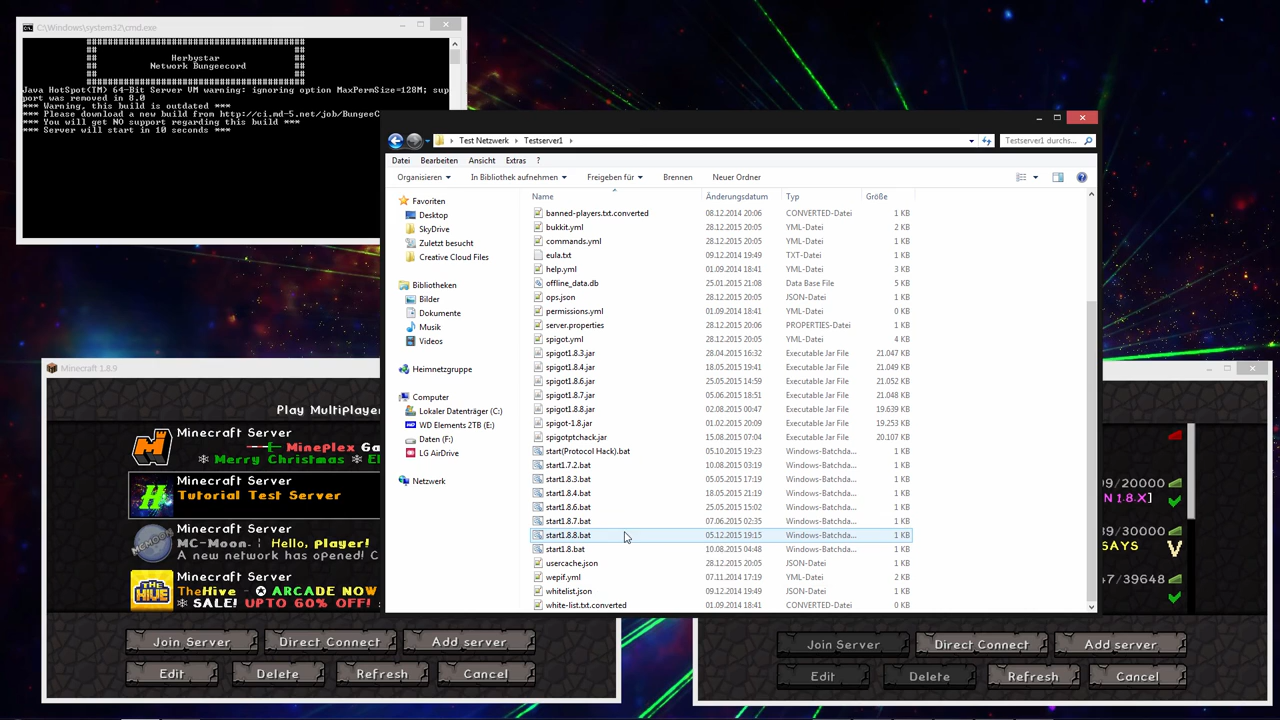 C:\Windows\system32\cmd.exe
##########################################
## ##
## Herbystar ##
## Network Bungeecord ##
## ##
##########################################
Java HotSpot(TM) 64-Bit Server VM warning: ignoring option MaxPermSize=128M; sup
port was removed in 8.0
*** Warning, this build is outdated ***
*** Please download a new build from http://ci.md-5.net/job/BungeeC
*** You will get NO support regarding this build ***
*** Server will start in 10 seconds ***
Test Netzwerk
Testserver1
Testserver1 durchs...
Datei Bearbeiten Ansicht Extras ?
Organisieren In Bibliothek aufnehmen Freigeben für Brennen Neuer Ordner
Favoriten
Desktop
SkyDrive
Zuletzt besucht
Creative Cloud Files
Bibliotheken
Bilder
Dokumente
Musik
Videos
Heimnetzgruppe
Computer
Lokaler Datenträger (C:)
WD Elements 2TB (E:)
Daten (F:)
LG AirDrive
Netzwerk
Name Änderungsdatum Typ Größe
banned-players.txt.converted 08.12.2014 20:06 CONVERTED-Datei 1 KB
bukkit.yml 28.12.2015 20:05 YML-Datei 2 KB
commands.yml 28.12.2015 20:05 YML-Datei 1 KB
eula.txt 09.12.2014 19:49 TXT-Datei 1 KB
help.yml 01.09.2014 18:41 YML-Datei 3 KB
offline_data.db 25.01.2015 21:08 Data Base File 5 KB
ops.json 28.12.2015 20:05 JSON-Datei 1 KB
permissions.yml 01.09.2014 18:41 YML-Datei 0 KB
server.properties 28.12.2015 20:06 PROPERTIES-Datei 1 KB
spigot.yml 28.12.2015 20:05 YML-Datei 4 KB
spigot1.8.3.jar 28.04.2015 16:32 Executable Jar File 21.047 KB
spigot1.8.4.jar 18.05.2015 19:41 Executable Jar File 21.049 KB
spigot1.8.6.jar 25.05.2015 14:59 Executable Jar File 21.052 KB
spigot1.8.7.jar 05.06.2015 18:51 Executable Jar File 21.048 KB
spigot1.8.8.jar 02.08.2015 00:47 Executable Jar File 19.639 KB
spigot-1.8.jar 01.02.2015 20:09 Executable Jar File 19.253 KB
spigotptchack.jar 15.08.2015 07:04 Executable Jar File 20.107 KB
start(Protocol Hack).bat 05.10.2015 19:23 Windows-Batchda... 1 KB
start1.7.2.bat 10.08.2015 03:19 Windows-Batchda... 1 KB
start1.8.3.bat 05.05.2015 17:19 Windows-Batchda... 1 KB
start1.8.4.bat 18.05.2015 21:19 Windows-Batchda... 1 KB
start1.8.6.bat 25.05.2015 15:02 Windows-Batchda... 1 KB
start1.8.7.bat 07.06.2015 02:35 Windows-Batchda... 1 KB
start1.8.8.bat 05.12.2015 19:15 Windows-Batchda... 1 KB
start1.8.bat 10.08.2015 04:48 Windows-Batchda... 1 KB
usercache.json 28.12.2015 20:05 JSON-Datei 1 KB
wepif.yml 07.11.2014 17:19 YML-Datei 2 KB
whitelist.json 09.12.2014 19:49 JSON-Datei 1 KB
white-list.txt.converted 01.09.2014 18:41 CONVERTED-Datei 0 KB
Minecraft 1.8.9
Play Multiplayer
Minecraft Server
Mineplex Ga
Merry Christmas
Minecraft Server
Tutorial Test Server
Minecraft Server
MC-Moon Hello, player!
A new network has opened! C
Minecraft Server
TheHive ARCADE NOW
SALE! UPTO 60% OFF!
Join Server Direct Connect Add server
Edit Delete Refresh Cancel
09/20000
N 1.8.X]
39/30000
SAYS
47/39648
Join Server Direct Connect Add server
Edit Delete Refresh Cancel